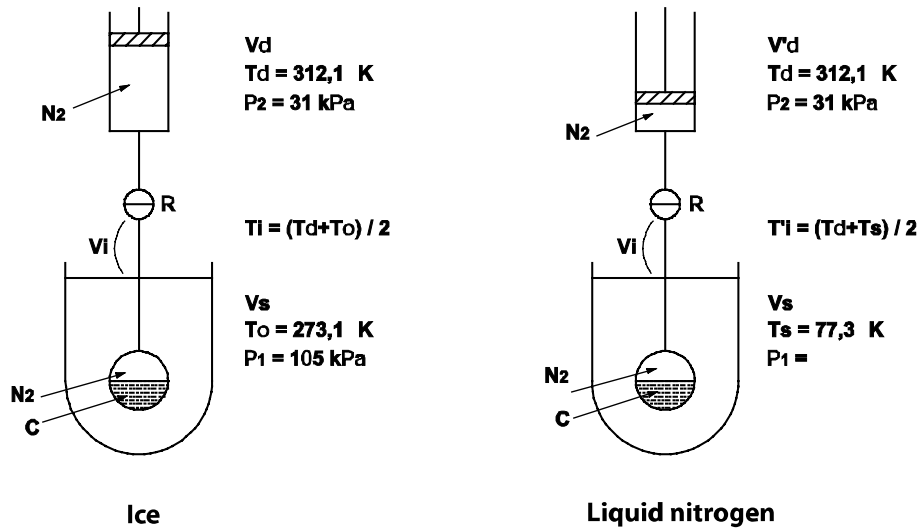 Vd
Td = 312,1 K
P2 = 31 kPa
N2
R
Ti = (Td+To) / 2
Vi
Vs
To = 273,1 K
P1 = 105 kPa
N2
C
Ice
V'd
Td = 312,1 K
P2 = 31 kPa
N2
R
T'i = (Td+Ts) / 2
Vi
Vs
Ts = 77,3 K
P1 =
N2
C
Liquid nitrogen